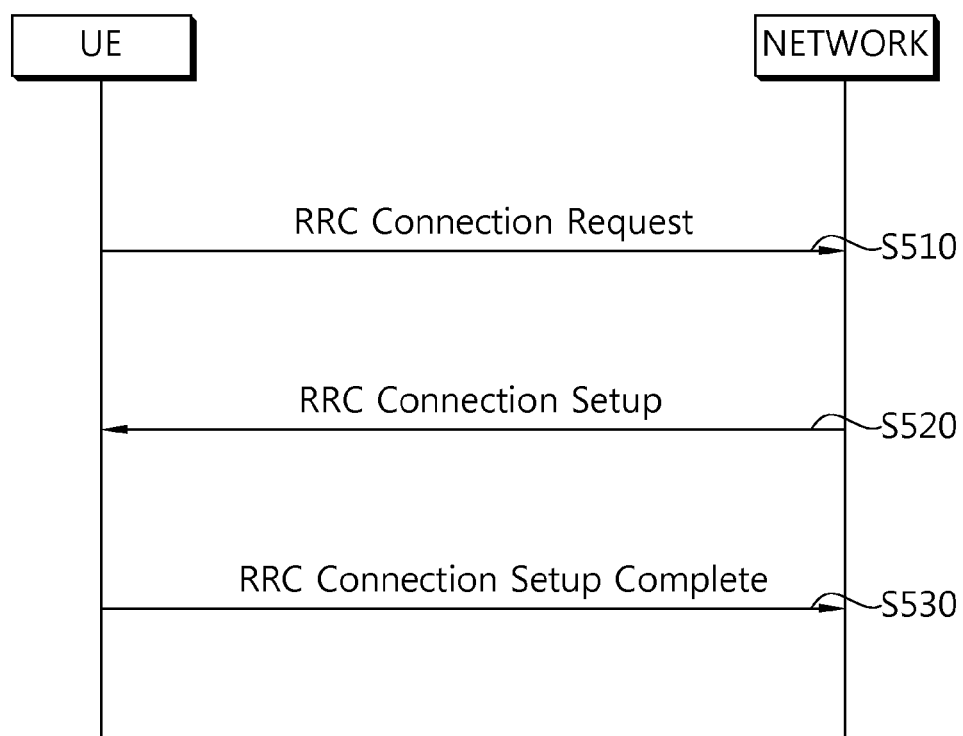 UE
NETWORK
RRC Connection Request
S510
RRC Connection Setup
S520
RRC Connection Setup Complete
S530